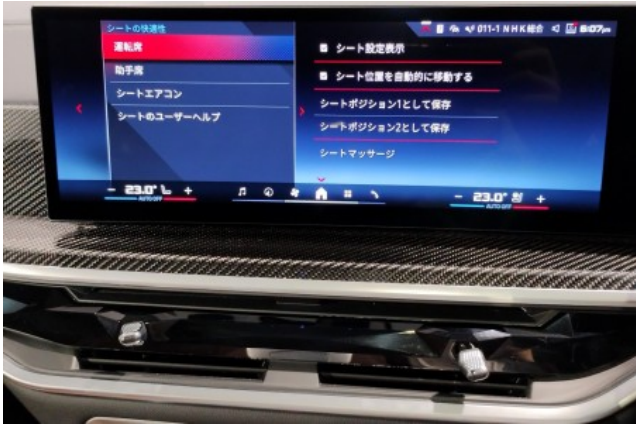 シートの快適性
011-1 NHK総合
6:07pm
運転席
助手席
シートエアコン
シートのユーザーヘルプ
シート設定表示
シート位置を自動的に移動する
シートポジション1として保存
シートポジション2として保存
シートマッサージ
- 23.0° +
AUTO OFF
- 23.0° +
AUTO OFF